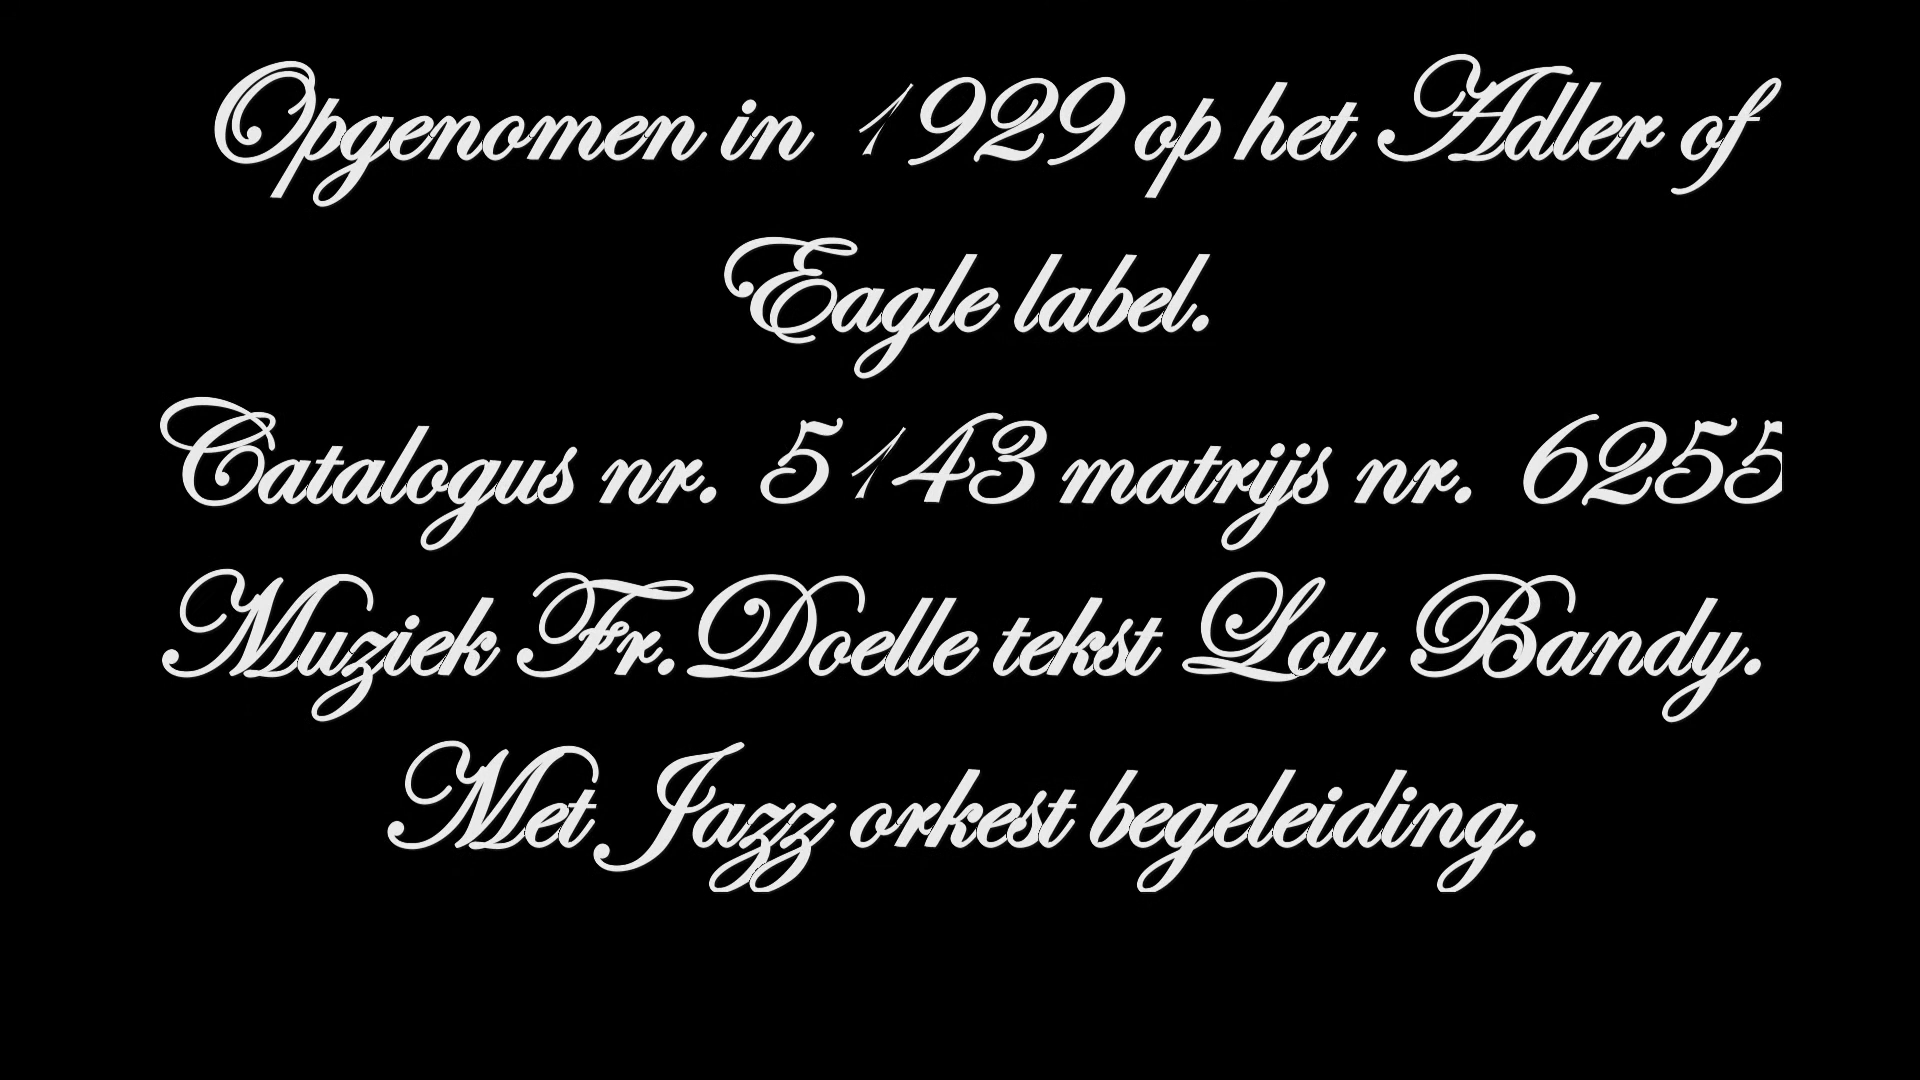 Opgenomen in 1929 op het Adler of
Eagle label.
Catalogus nr. 5143 matrijs nr. 6255
Muziek Fr. Doelle tekst Lou Bandy.
Met Jazz orkest begeleiding.